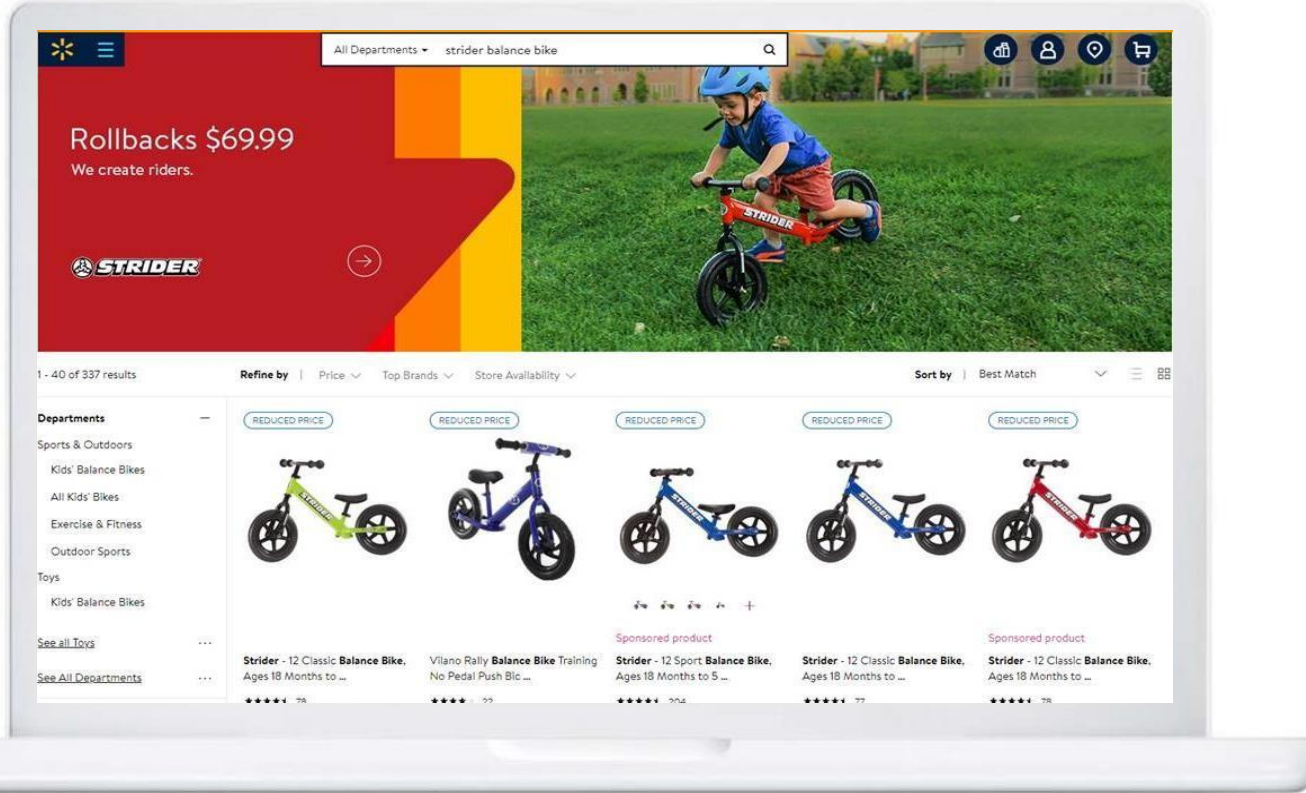 All Departments strider balance bike
Rollbacks $69.99
We create riders.
STRIDER
STRIDER
1 - 40 of 337 results
Refine by | Price Top Brands Store Availability
Sort by | Best Match
Departments
Sports & Outdoors
Kids' Balance Bikes
All Kids' Bikes
Exercise & Fitness
Outdoor Sports
Toys
Kids' Balance Bikes
See all Toys ...
See All Departments ...
REDUCED PRICE
STRIDER
Strider - 12 Classic Balance Bike,
Ages 18 Months to ...
78
REDUCED PRICE
Vilano Rally Balance Bike Training
No Pedal Push Bic ...
22
REDUCED PRICE
STRIDER
Sponsored product
Strider - 12 Sport Balance Bike,
Ages 18 Months to 5 ...
204
REDUCED PRICE
STRIDER
Strider - 12 Classic Balance Bike,
Ages 18 Months to ...
77
REDUCED PRICE
STRIDER
Sponsored product
Strider - 12 Classic Balance Bike,
Ages 18 Months to ...
78